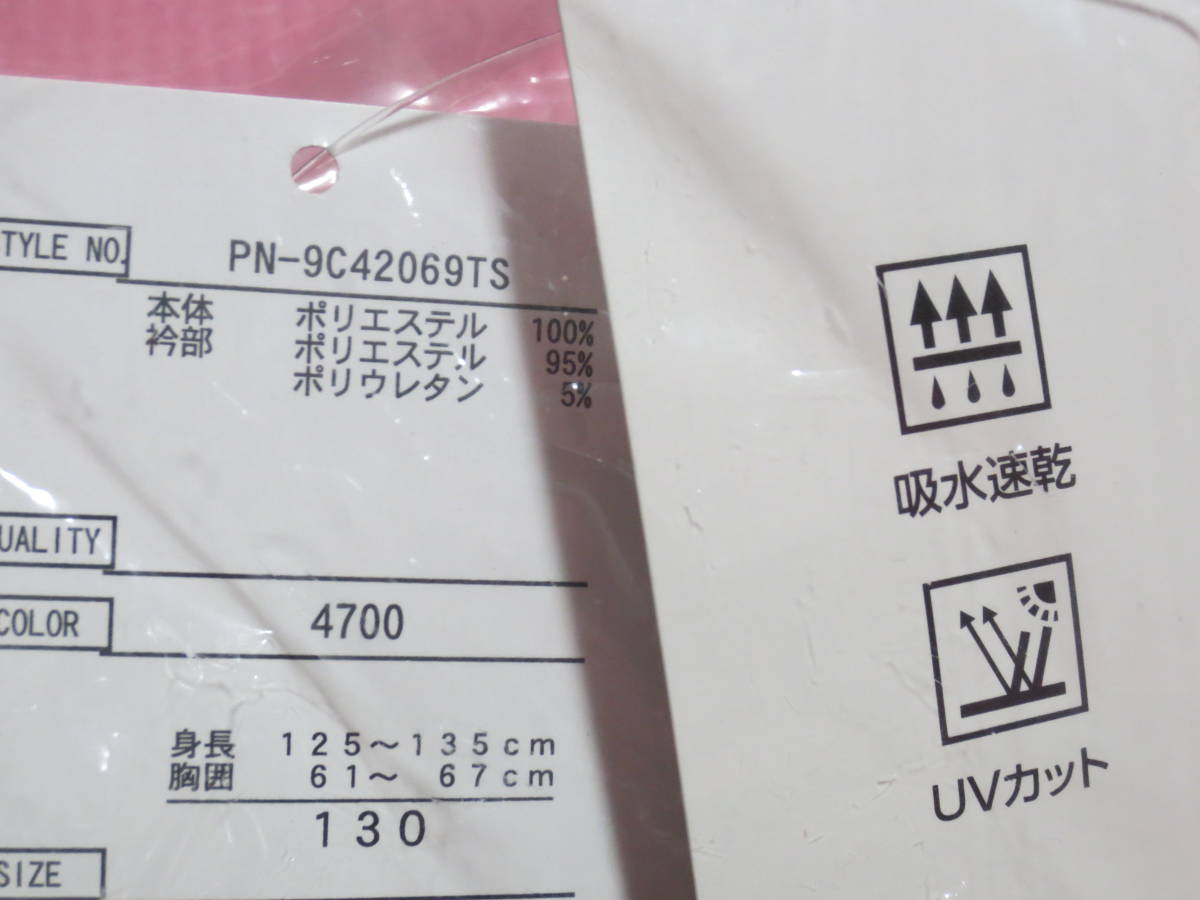 TYLE NO. PN-9C42069TS
本体 ポリエステル 100%
衿部 ポリエステル 95%
ポリウレタン 5%
UALITY
COLOR 4700
身長 125～135cm
胸囲 61～ 67cm
130
SIZE
吸水速乾
UVカット